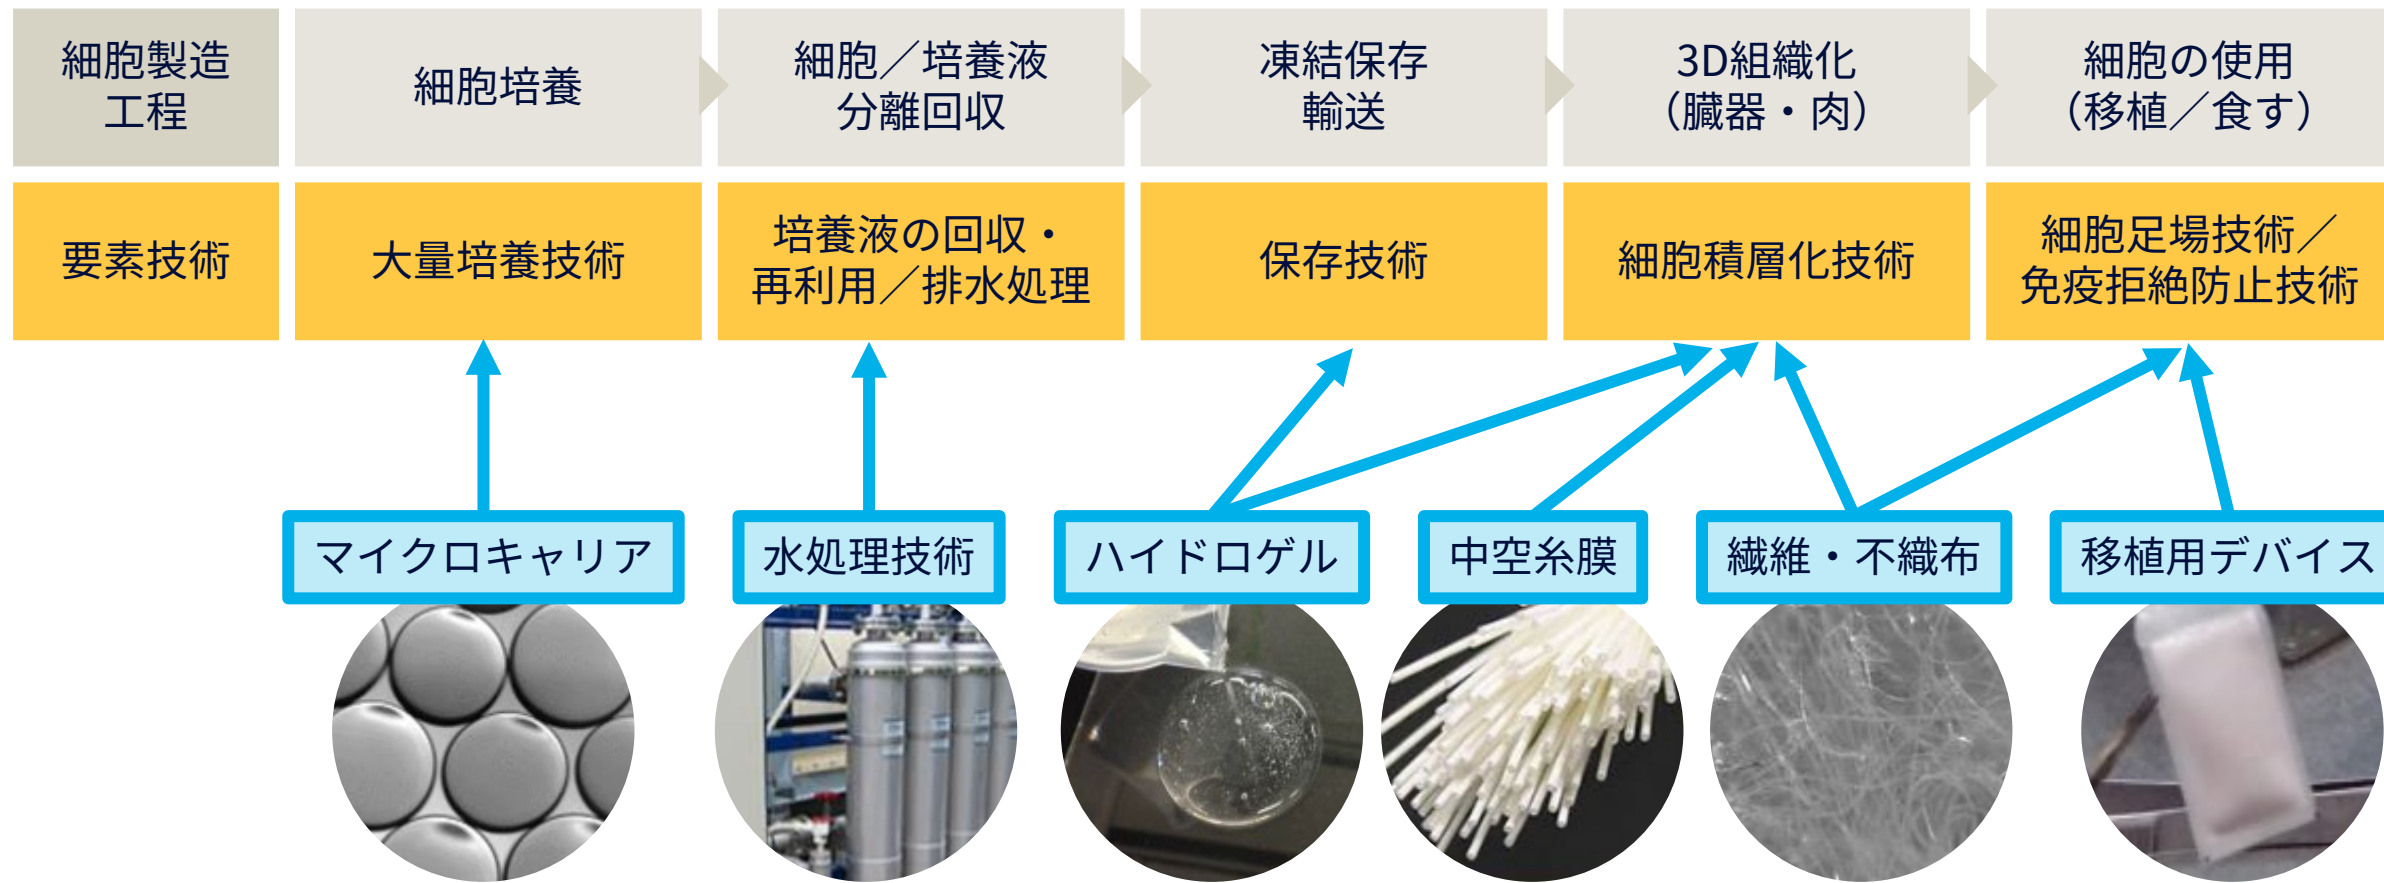 細胞製造
工程
細胞培養
細胞／培養液
分離回収
凍結保存
輸送
3D組織化
（臓器・肉）
細胞の使用
（移植／食す）
要素技術
大量培養技術
培養液の回収・
再利用／排水処理
保存技術
細胞積層化技術
細胞足場技術／
免疫拒絶防止技術
マイクロキャリア
水処理技術
ハイドロゲル
中空糸膜
繊維・不織布
移植用デバイス